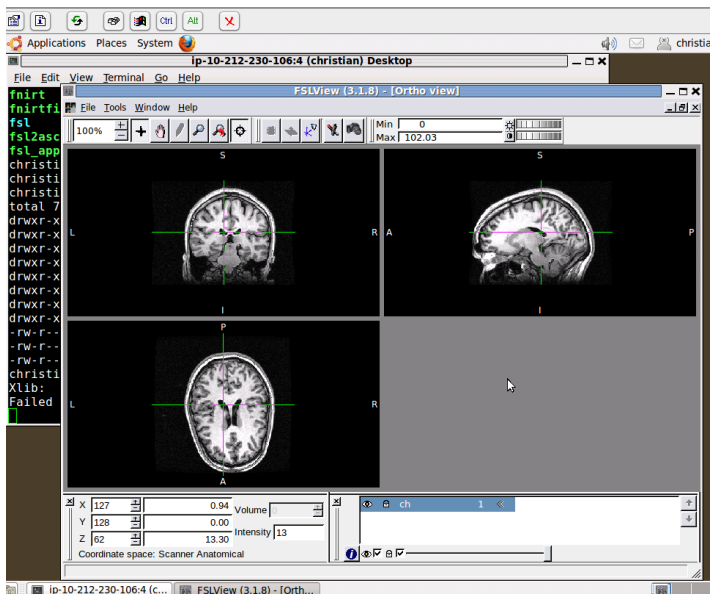 Ctrl Alt
Applications Places System
christia
ip-10-212-230-106:4 (christian) Desktop
File Edit View Terminal Go Help
fnirt
fnirtfi
fsl
fsl2asc
fsl_app
christi
christi
christi
total 7
drwxr-x
drwxr-x
drwxr-x
drwxr-x
drwxr-x
drwxr-x
drwxr-x
drwxr-x
-rw-r--
-rw-r--
-rw-r--
christi
Xlib:
Failed
FSLView (3.1.8) - [Ortho view]
File Tools Window Help
100%
Min 0
Max 102.03
S
L R
I
S
A P
I
P
L R
A
X 127 0.94
Y 128 0.00
Z 62 13.30
Volume 0
Intensity 13
Coordinate space: Scanner Anatomical
ch 1
ip-10-212-230-106:4 (c... FSLView (3.1.8) - [Orth...